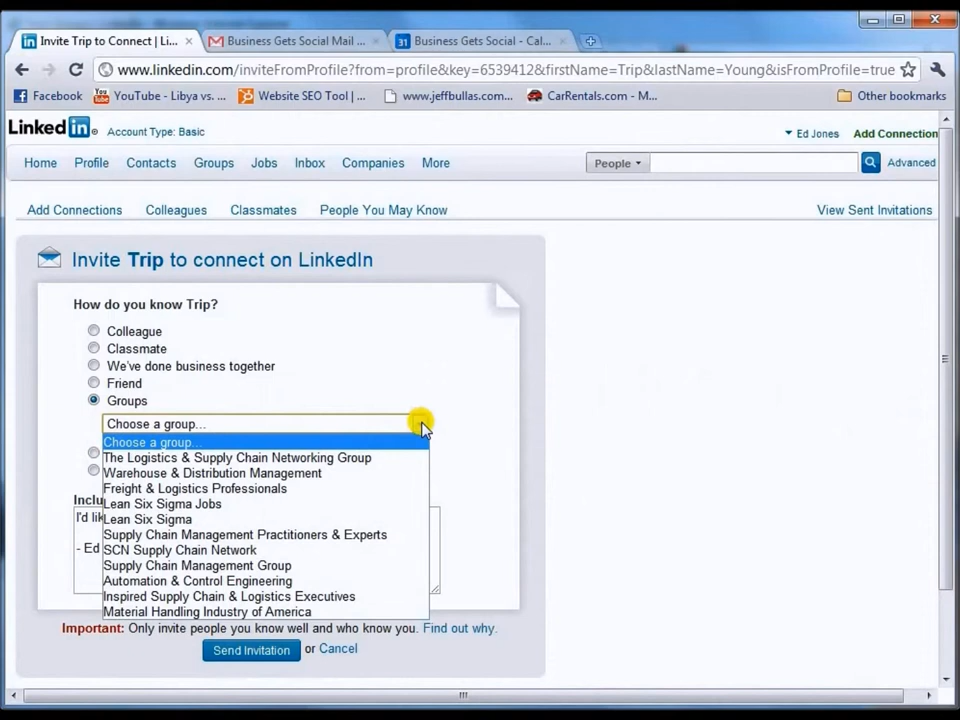 Invite Trip to Connect | Li...
Business Gets Social Mail ...
31 Business Gets Social - Cal...
www.linkedin.com/inviteFromProfile?from=profile&key=6539412&firstName=Trip&lastName=Young&isFromProfile=true
Facebook YouTube - Libya vs. ... Website SEO Tool | ... www.jeffbullas.com... CarRentals.com - M... Other bookmarks
Linked in Account Type: Basic Ed Jones Add Connection
Home Profile Contacts Groups Jobs Inbox Companies More People Advanced
Add Connections Colleagues Classmates People You May Know View Sent Invitations
Invite Trip to connect on LinkedIn
How do you know Trip?
Colleague
Classmate
We've done business together
Friend
Groups
Choose a group...
Choose a group...
The Logistics & Supply Chain Networking Group
Warehouse & Distribution Management
Freight & Logistics Professionals
Lean Six Sigma Jobs
Lean Six Sigma
Supply Chain Management Practitioners & Experts
SCN Supply Chain Network
Supply Chain Management Group
Automation & Control Engineering
Inspired Supply Chain & Logistics Executives
Material Handling Industry of America
Inclu
I'd lik
- Ed
Important: Only invite people you know well and who know you. Find out why.
Send Invitation or Cancel